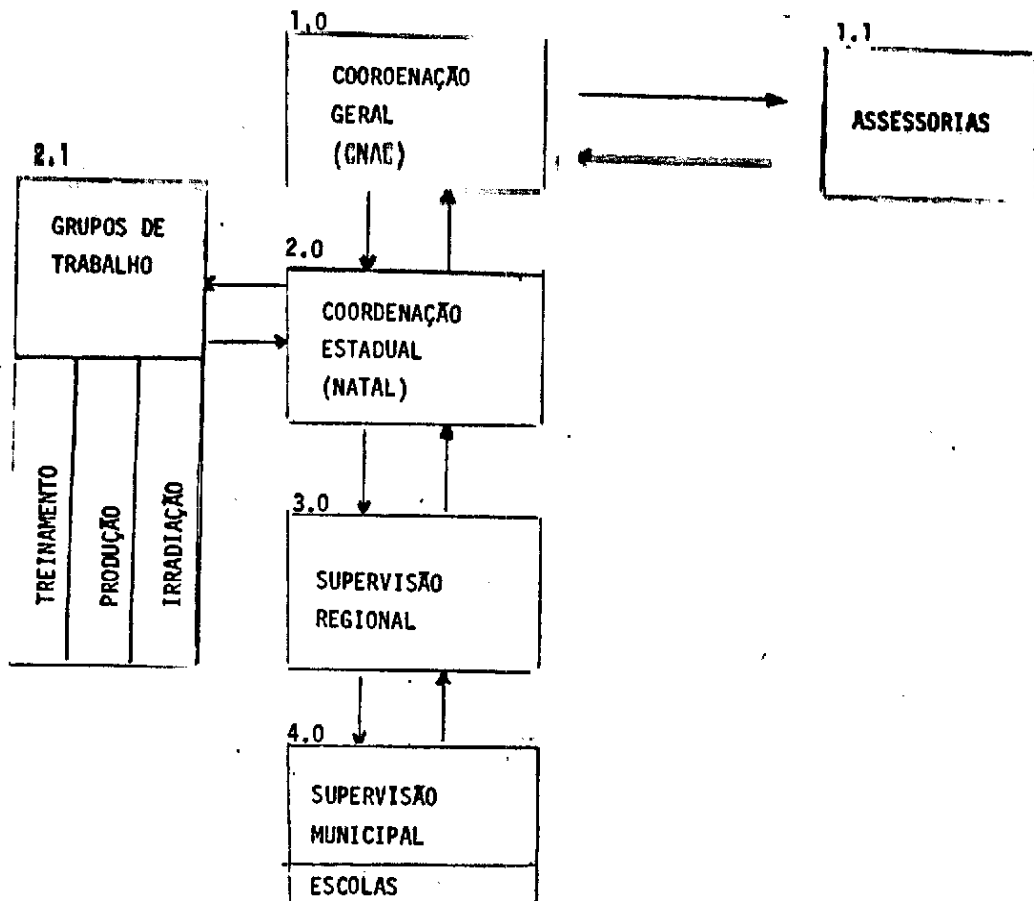 1.0
COOROENAÇÃO
GERAL
(CNAE)
1.1
ASSESSORIAS
2.1
GRUPOS DE
TRABALHO
TREINAMENTO
PRODUÇÃO
IRRADIAÇÃO
2.0
COORDENAÇÃO
ESTADUAL
(NATAL)
3.0
SUPERVISÃO
REGIONAL
4.0
SUPERVISÃO
MUNICIPAL
ESCOLAS